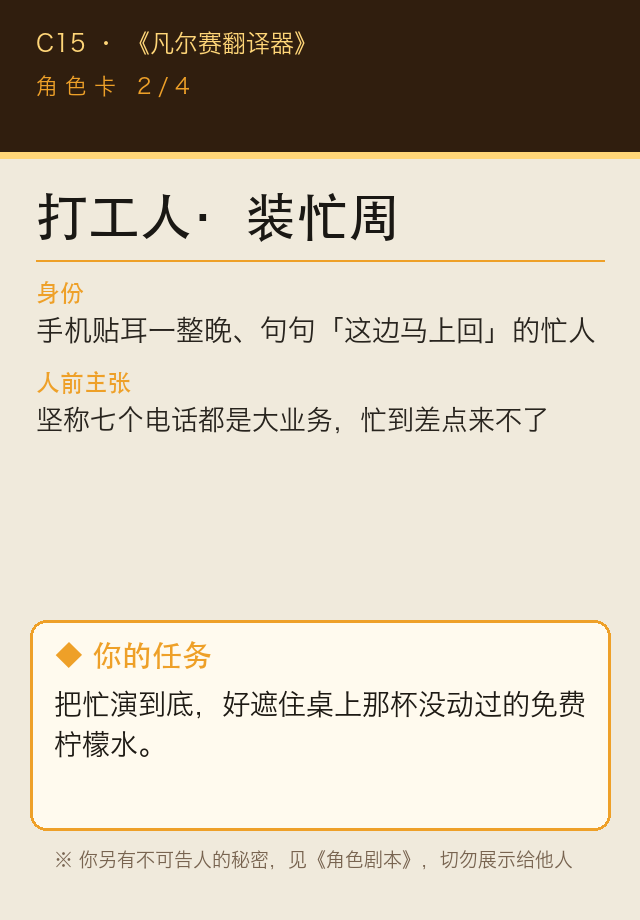 C15 · 《凡尔赛翻译器》
角色卡 2/4
打工人· 装忙周
身份
手机贴耳一整晚、句句「这边马上回」的忙人
人前主张
坚称七个电话都是大业务，忙到差点来不了
◆ 你的任务
把忙演到底，好遮住桌上那杯没动过的免费
柠檬水。
※ 你另有不可告人的秘密，见《角色剧本》，切勿展示给他人